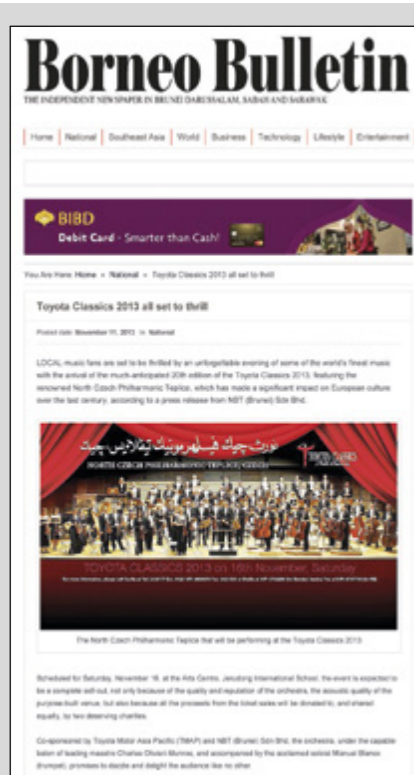 Borneo Bulletin
THE INDEPENDENT NEWSPAPER IN BRUNEI DARUSSALAM, SABAH AND SARAWAK
Home National Southeast Asia World Business Technology Lifestyle Entertainment
BIBD
Debit Card - Smarter than Cash!
You Are Here: Home » National » Toyota Classics 2013 all set to thrill
Toyota Classics 2013 all set to thrill
Posted date: November 11, 2013 In: National
LOCAL music fans are set to be thrilled by an unforgettable evening of some of the world's finest music
with the arrival of the much-anticipated 20th edition of the Toyota Classics 2013, featuring the
renowned North Czech Philharmonic Teplice, which has made a significant impact on European culture
over the last century, according to a press release from NBT (Brunei) Sdn Bhd.
TOYOTA CLASSICS
NORTH CZECH PHILHARMONIC TEPLICE, CZECH
TOYOTA CLASSICS 2013 on 16th November, Saturday
The North Czech Philharmonic Teplice that will be performing at the Toyota Classics 2013
Scheduled for Saturday, November 16, at the Arts Centre, Jerudong International School, the event is expected to
be a complete sell-out, not only because of the quality and reputation of the orchestra, the acoustic quality of the
purpose-built venue, but also because all the proceeds from the ticket sales will be donated to, and shared
equally, by two deserving charities.
Co-sponsored by Toyota Motor Asia Pacific (TMAP) and NBT (Brunei) Sdn Bhd, the orchestra, under the capable
baton of leading maestro Charles Olivieri Munroe, and accompanied by the acclaimed soloist Manuel Blanco
(trumpet), promises to dazzle and delight the audience like no other